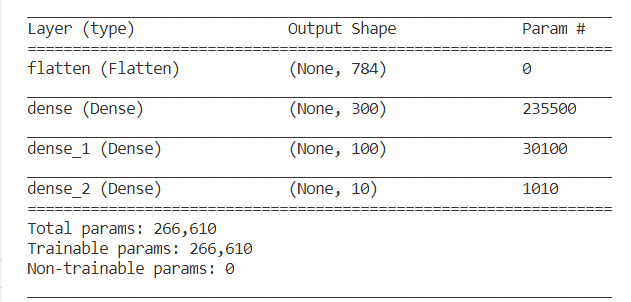 Layer (type) Output Shape Param #
flatten (Flatten) (None, 784) 0
dense (Dense) (None, 300) 235500
dense_1 (Dense) (None, 100) 30100
dense_2 (Dense) (None, 10) 1010
Total params: 266,610
Trainable params: 266,610
Non-trainable params: 0